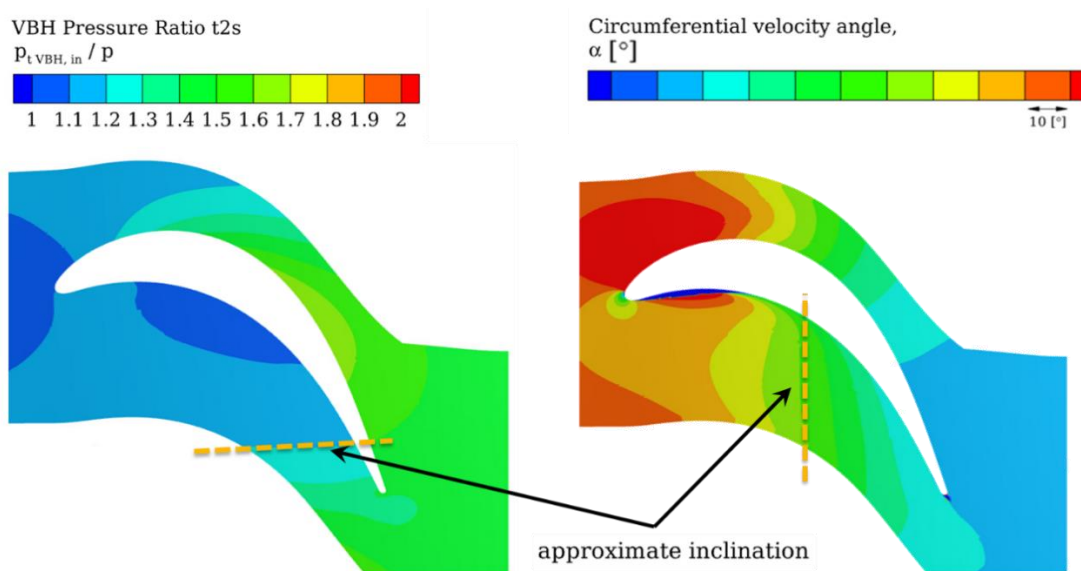 VBH Pressure Ratio t2s
p_t VBH, in / p
1 1.1 1.2 1.3 1.4 1.5 1.6 1.7 1.8 1.9 2
Circumferential velocity angle,
α [°]
10 [°]
approximate inclination